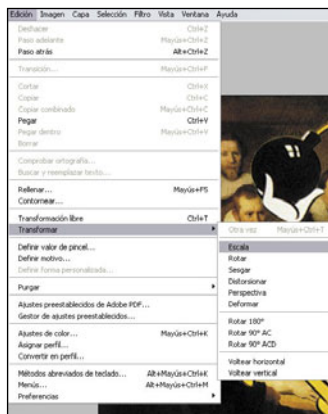 Edición Imagen Capa Selección Filtro Vista Ventana Ayuda
Deshacer Ctrl+Z
Paso adelante Mayús+Ctrl+Z
Paso atrás Alt+Ctrl+Z
Transición... Mayús+Ctrl+F
Cortar Ctrl+X
Copiar Ctrl+C
Copiar combinado Mayús+Ctrl+C
Pegar Ctrl+V
Pegar dentro Mayús+Ctrl+V
Borrar
Comprobar ortografía...
Buscar y reemplazar texto...
Rellenar... Mayús+F5
Contornear...
Transformación libre Ctrl+T
Transformar
Otra vez Mayús+Ctrl+T
Escala
Rotar
Sesgar
Distorsionar
Perspectiva
Deformar
Rotar 180°
Rotar 90° AC
Rotar 90° ACD
Voltear horizontal
Voltear vertical
Definir valor de pincel...
Definir motivo...
Definir forma personalizada...
Purgar
Ajustes preestablecidos de Adobe PDF...
Gestor de ajustes preestablecidos...
Ajustes de color... Mayús+Ctrl+K
Asignar perfil...
Convertir en perfil...
Métodos abreviados de teclado... Alt+Mayús+Ctrl+K
Menús... Alt+Mayús+Ctrl+M
Preferencias